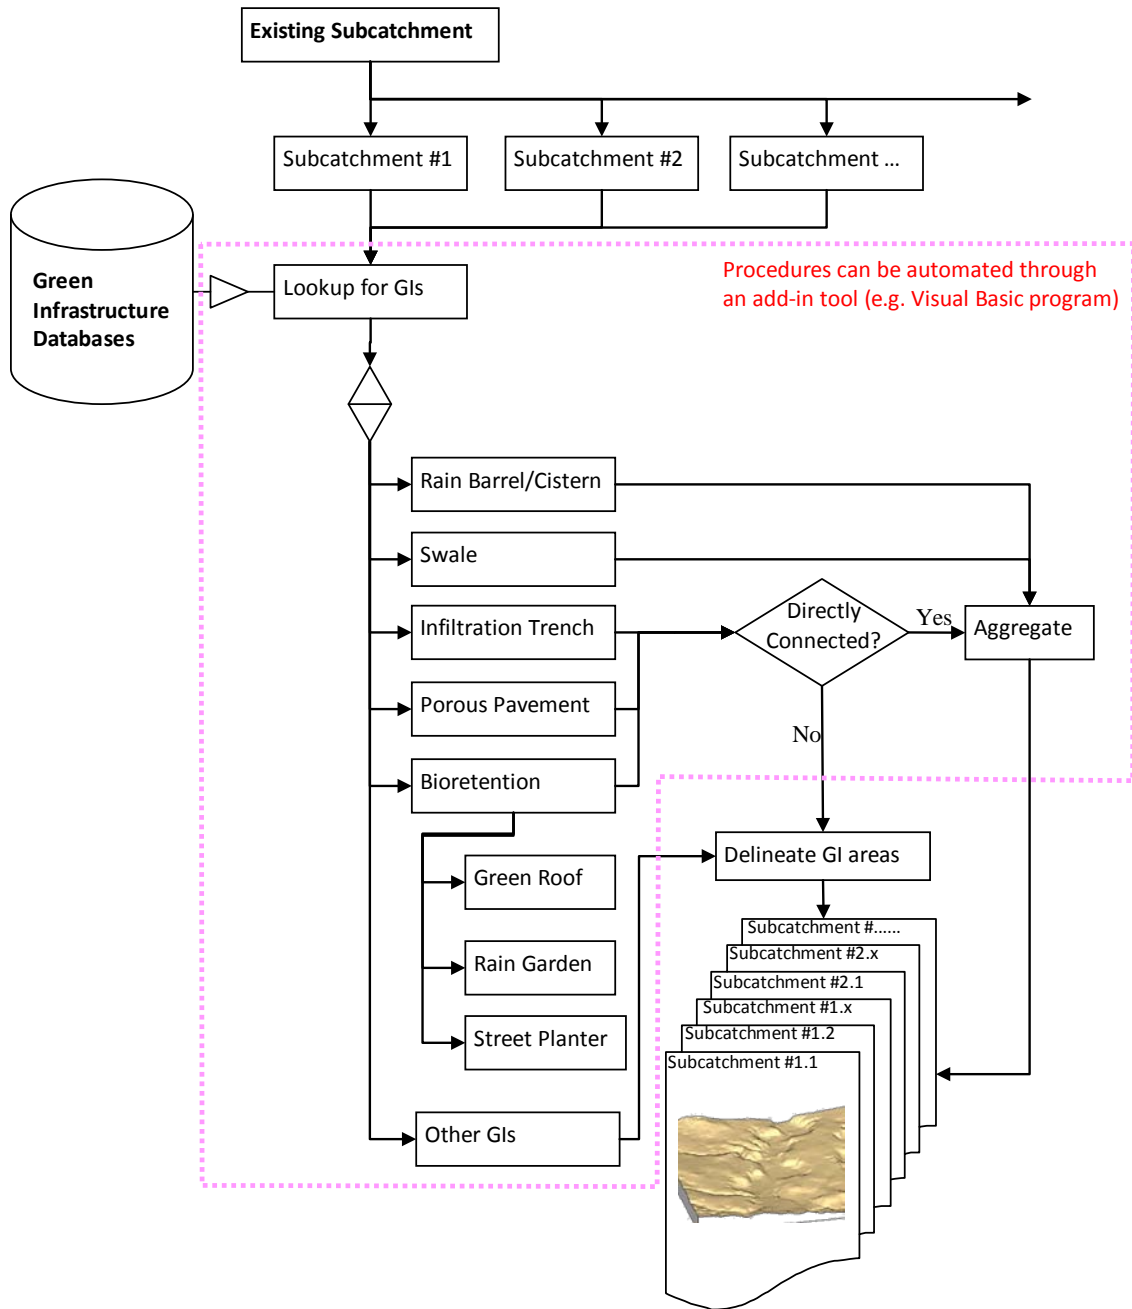 Existing Subcatchment
Subcatchment #1
Subcatchment #2
Subcatchment ...
Green
Infrastructure
Databases
Lookup for GIs
Procedures can be automated through
an add-in tool (e.g. Visual Basic program)
Rain Barrel/Cistern
Swale
Infiltration Trench
Directly
Connected?
Yes
Aggregate
Porous Pavement
No
Bioretention
Delineate GI areas
Green Roof
Rain Garden
Street Planter
Other GIs
Subcatchment #......
Subcatchment #2.x
Subcatchment #2.1
Subcatchment #1.x
Subcatchment #1.2
Subcatchment #1.1